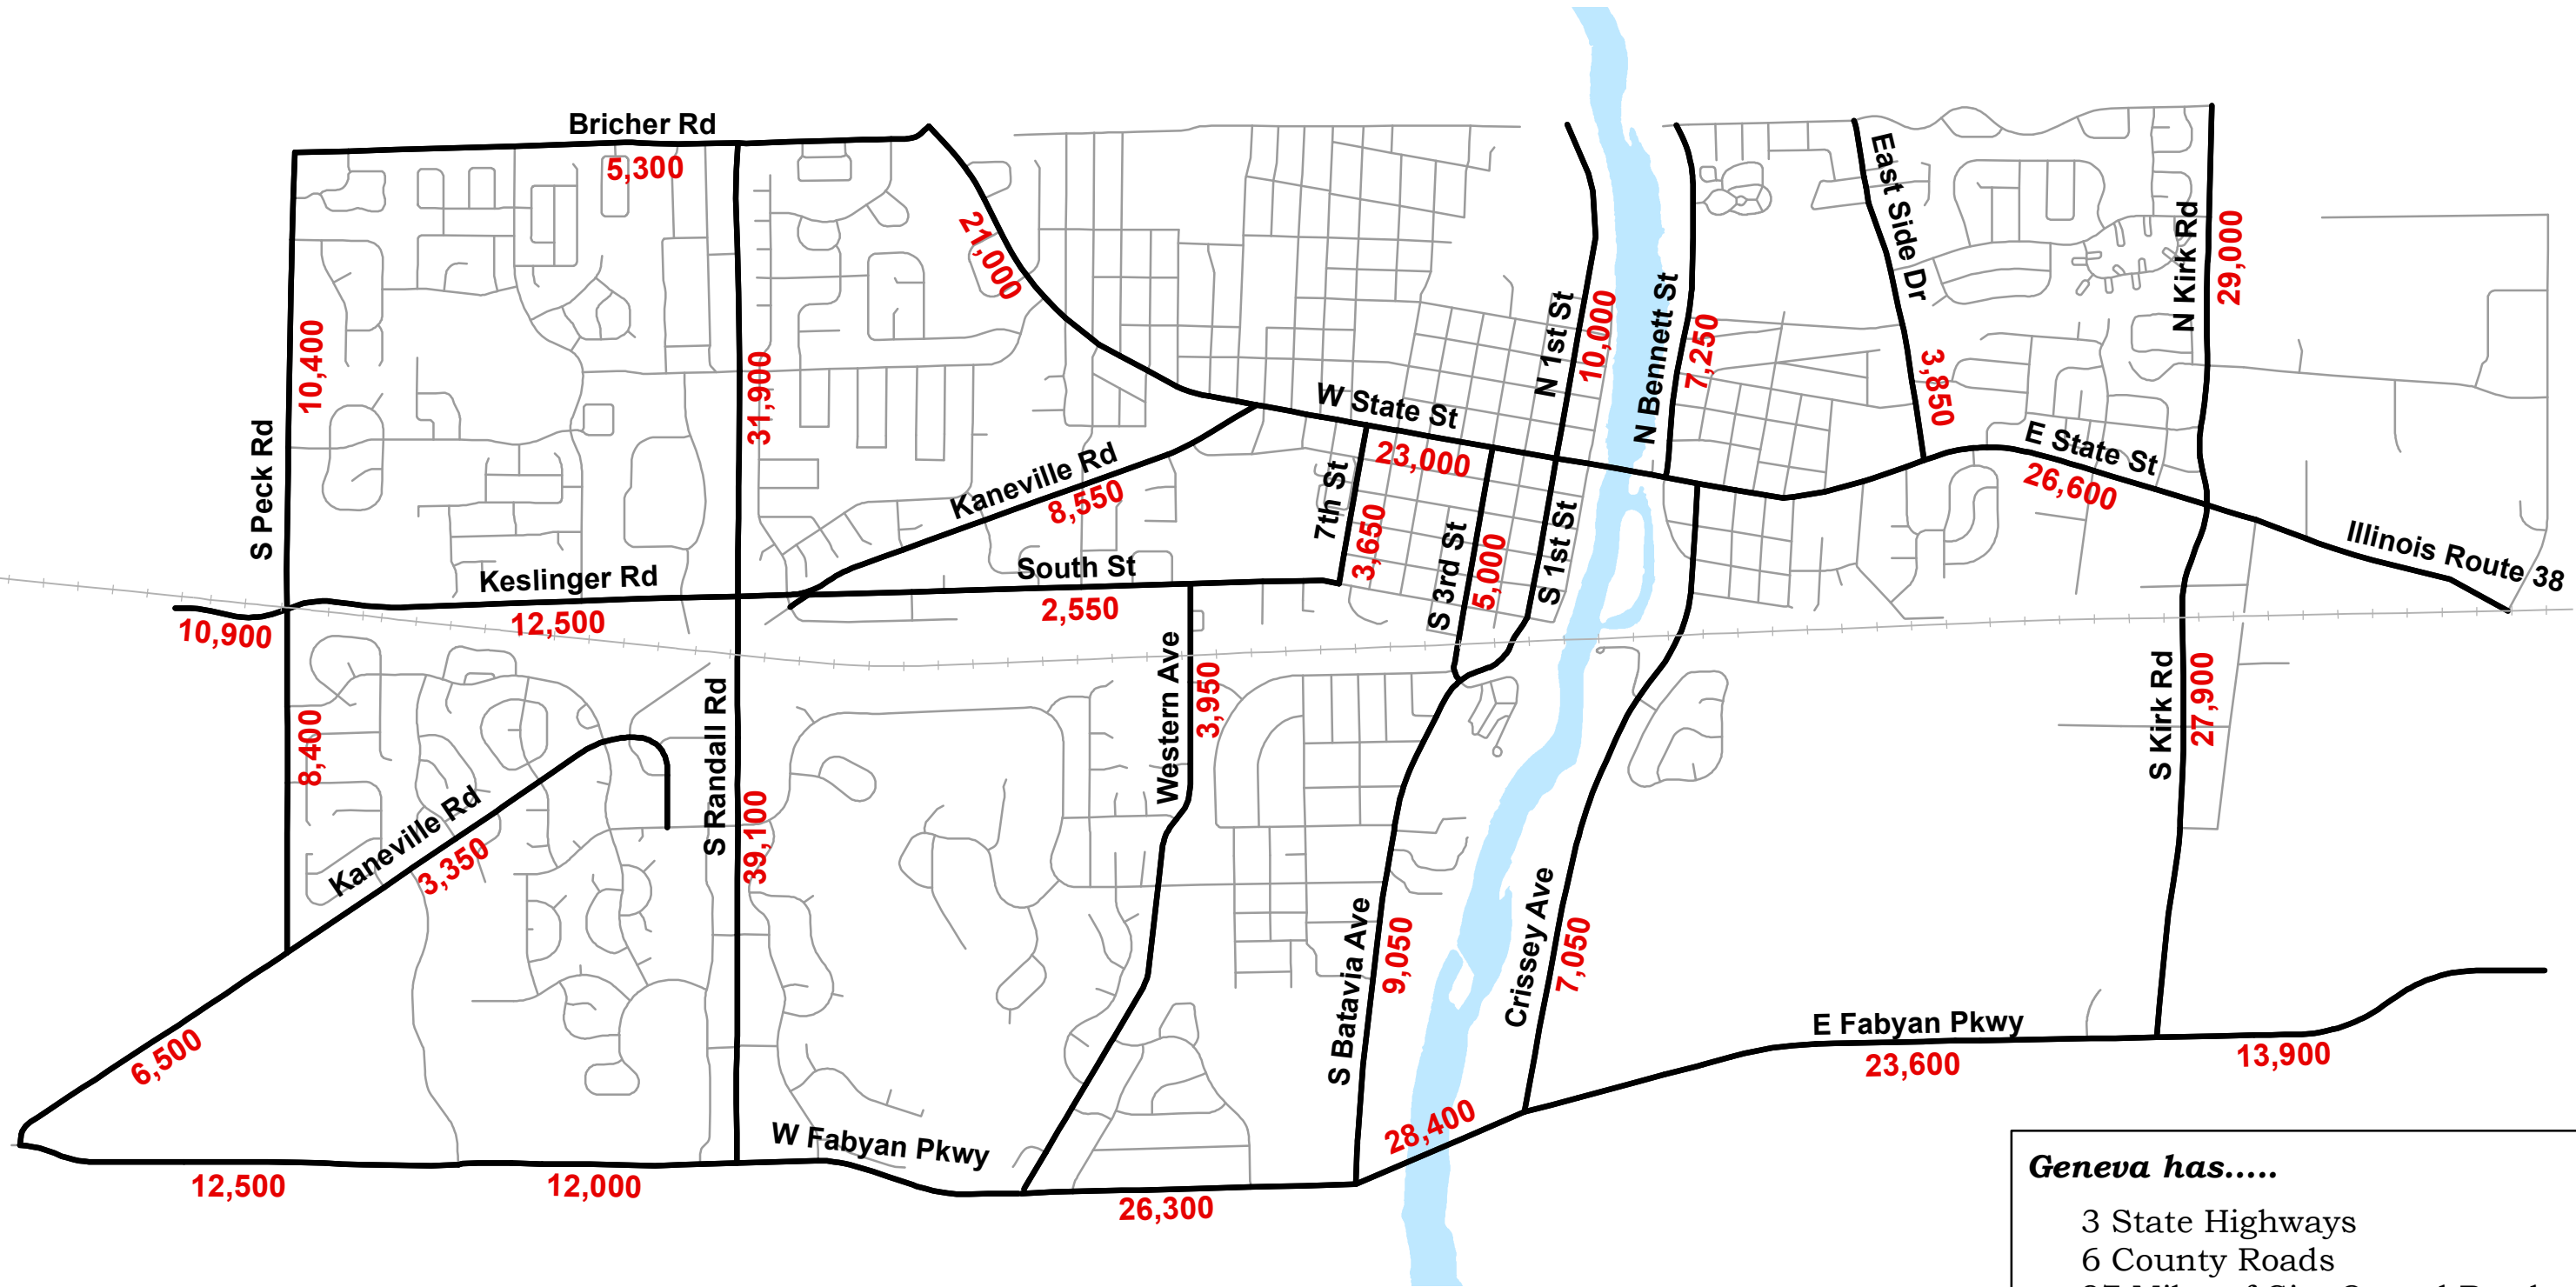 Bricher Rd
5,300
21,000
East Side Dr
N Kirk Rd
29,000
10,400
31,900
N 1st St
10,000
N Bennett St
7,250
3,850
W State St
23,000
E State St
26,600
S Peck Rd
Kaneville Rd
8,550
7th St
3,650
S 3rd St
5,000
S 1st St
Illinois Route 38
Keslinger Rd
12,500
South St
2,550
10,900
Western Ave
3,950
S Kirk Rd
27,900
8,400
S Randall Rd
39,100
Kaneville Rd
3,350
S Batavia Ave
9,050
Crissey Ave
7,050
6,500
E Fabyan Pkwy
23,600
13,900
W Fabyan Pkwy
28,400
12,500
12,000
26,300
Geneva has.....
3 State Highways
6 County Roads